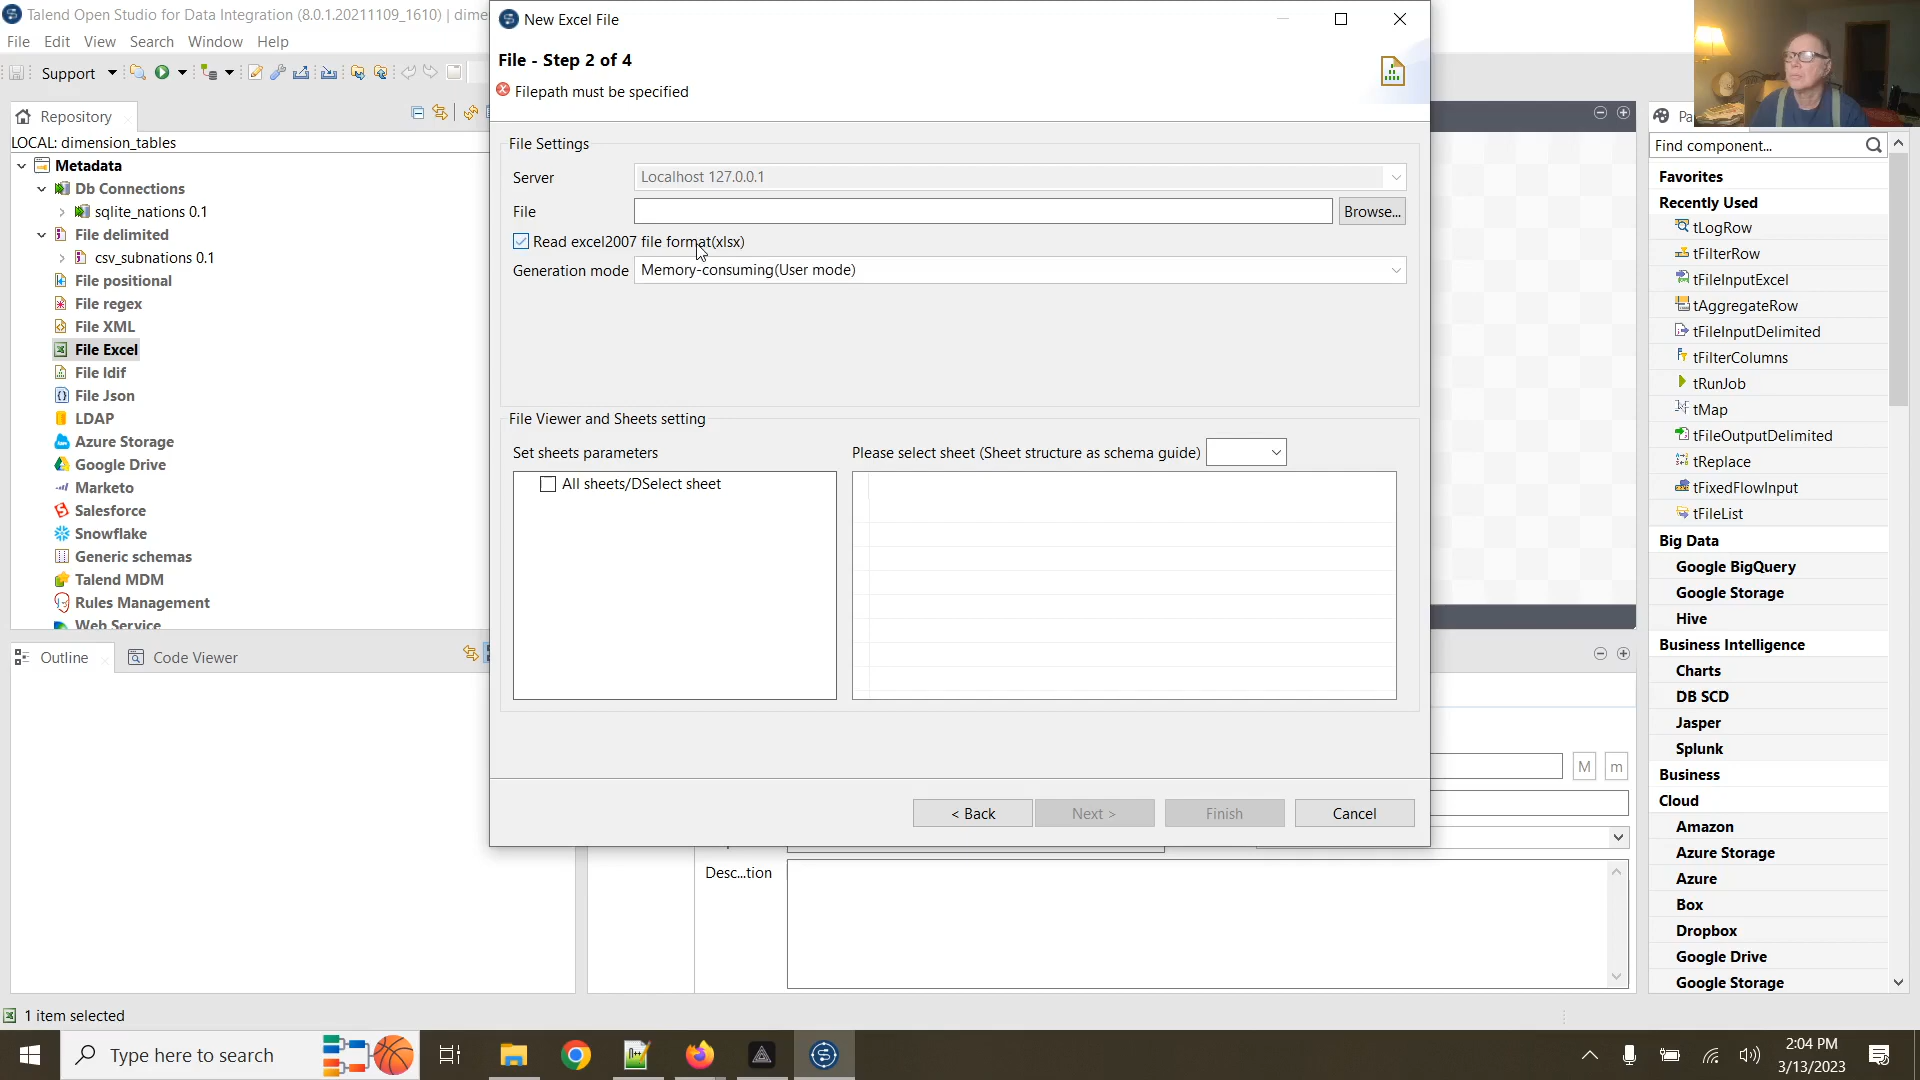 Talend Open Studio for Data Integration (8.0.1.20211109_1610) | dime
New Excel File
File Edit View Search Window Help
Support
File - Step 2 of 4
Filepath must be specified
Repository
LOCAL: dimension_tables
Metadata
Db Connections
sqlite_nations 0.1
File delimited
csv_subnations 0.1
File positional
File regex
File XML
File Excel
File ldif
File Json
LDAP
Azure Storage
Google Drive
Marketo
Salesforce
Snowflake
Generic schemas
Talend MDM
Rules Management
Web Service
Outline
Code Viewer
File Settings
Server
Localhost 127.0.0.1
File
Browse...
Read excel2007 file format(xlsx)
Generation mode
Memory-consuming(User mode)
File Viewer and Sheets setting
Set sheets parameters
Please select sheet (Sheet structure as schema guide)
All sheets/DSelect sheet
< Back
Next >
Finish
Cancel
M
m
Desc...tion
Pa
Find component...
Favorites
Recently Used
tLogRow
tFilterRow
tFileInputExcel
tAggregateRow
tFileInputDelimited
tFilterColumns
tRunJob
tMap
tFileOutputDelimited
tReplace
tFixedFlowInput
tFileList
Big Data
Google BigQuery
Google Storage
Hive
Business Intelligence
Charts
DB SCD
Jasper
Splunk
Business
Cloud
Amazon
Azure Storage
Azure
Box
Dropbox
Google Drive
Google Storage
1 item selected
Type here to search
2:04 PM
3/13/2023